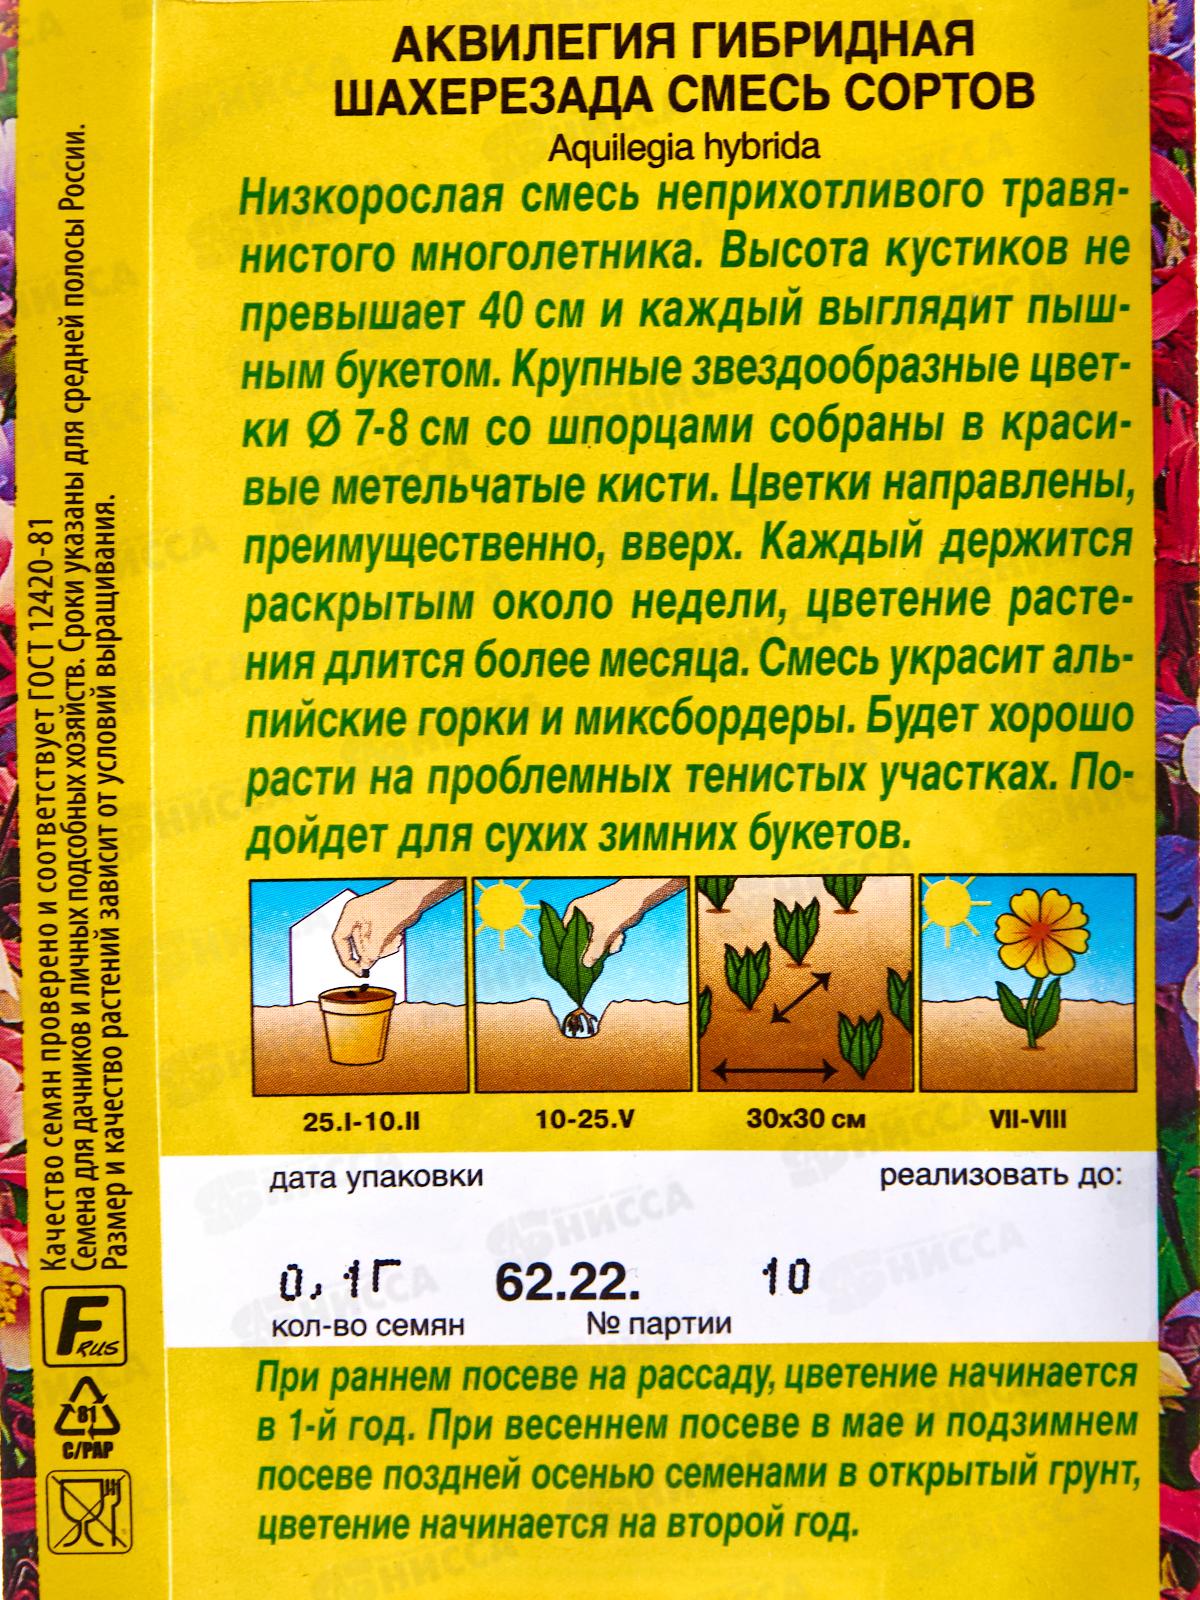 АКВИЛЕГИЯ ГИБРИДНАЯ
ШАХЕРЕЗАДА СМЕСЬ СОРТОВ
Aquilegia hybrida
Низкорослая смесь неприхотливого травя-
нистого многолетника. Высота кустиков не
превышает 40 см и каждый выглядит пыш-
ным букетом. Крупные звездообразные цвет-
ки Ø 7-8 см со шпорцами собраны в краси-
вые метельчатые кисти. Цветки направлены,
преимущественно, вверх. Каждый держится
раскрытым около недели, цветение расте-
ния длится более месяца. Смесь украсит аль-
пийские горки и миксбордеры. Будет хорошо
расти на проблемных тенистых участках. По-
дойдет для сухих зимних букетов.
25.I-10.II
10-25.V
30x30 см
VII-VIII
дата упаковки
реализовать до:
0,1г
62.22.
10
кол-во семян
№ партии
При раннем посеве на рассаду, цветение начинается
в 1-й год. При весеннем посеве в мае и подзимнем
посеве поздней осенью семенами в открытый грунт,
цветение начинается на второй год.
Качество семян проверено и соответствует ГОСТ 12420-81
Семена для дачников и личных подсобных хозяйств. Сроки указаны для средней полосы России.
Размер и качество растений зависит от условий выращивания.
F RUS
81
C/PAP
НИССА